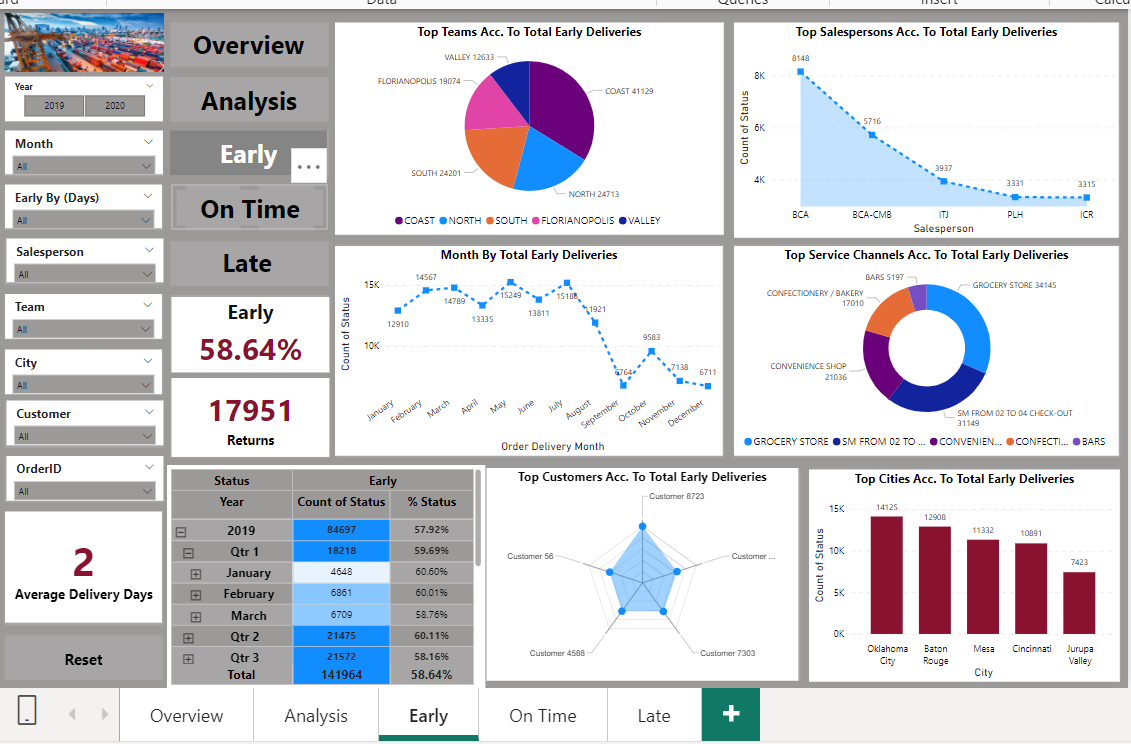 Data
Queries
Insert
Year
2019
2020
Month
All
Early By (Days)
All
Salesperson
All
Team
All
City
All
Customer
All
OrderID
All
2
Average Delivery Days
Reset
Overview
Analysis
Early
On Time
Late
Early
58.64%
17951
Returns
Top Teams Acc. To Total Early Deliveries
VALLEY 12633
FLORIANOPOLIS 19074
COAST 41129
SOUTH 24201
NORTH 24713
COAST NORTH SOUTH FLORIANOPOLIS VALLEY
Top Salespersons Acc. To Total Early Deliveries
Count of Status
8K
6K
4K
8148
5716
3937
3331
3315
BCA BCA-CMB ITJ PLH ICR
Salesperson
Month By Total Early Deliveries
Count of Status
15K
10K
12910
14567
14789
13335
15249
13811
15186
11921
6764
9583
7138
6711
January February March April May June July August September October November December
Order Delivery Month
Top Service Channels Acc. To Total Early Deliveries
BARS 5197
GROCERY STORE 34145
CONFECTIONERY / BAKERY
17010
CONVENIENCE SHOP
21036
SM FROM 02 TO 04 CHECK-OUT
31149
GROCERY STORE SM FROM 02 TO ... CONVENIEN... CONFECTI... BARS
Status Early
Year Count of Status % Status
2019 84697 57.92%
Qtr 1 18218 59.69%
January 4648 60.60%
February 6861 60.01%
March 6709 58.76%
Qtr 2 21475 60.11%
Qtr 3 21572 58.16%
Total 141964 58.64%
Top Customers Acc. To Total Early Deliveries
Customer 8723
Customer 56
Customer ...
Customer 4588
Customer 7303
Top Cities Acc. To Total Early Deliveries
Count of Status
15K
10K
5K
0K
14125
12908
11332
10891
7423
Oklahoma City
Baton Rouge
Mesa
Cincinnati
Jurupa Valley
City
Overview Analysis Early On Time Late